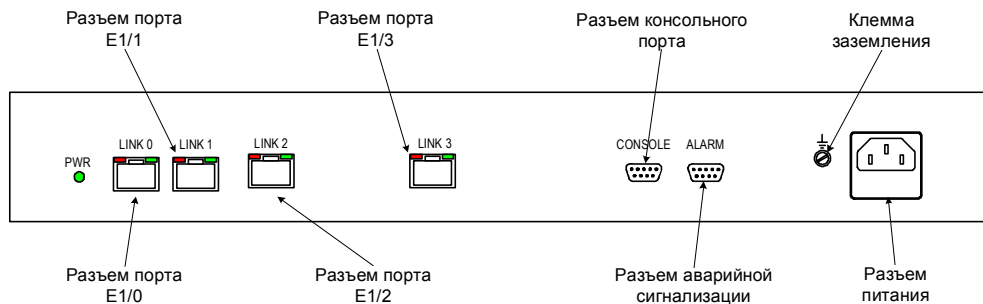 Разъем порта
E1/1
Разъем порта
E1/3
Разъем консольного
порта
Клемма
заземления
PWR
LINK 0
LINK 1
LINK 2
LINK 3
CONSOLE
ALARM
Разъем порта
E1/0
Разъем порта
E1/2
Разъем аварийной
сигнализации
Разъем
питания